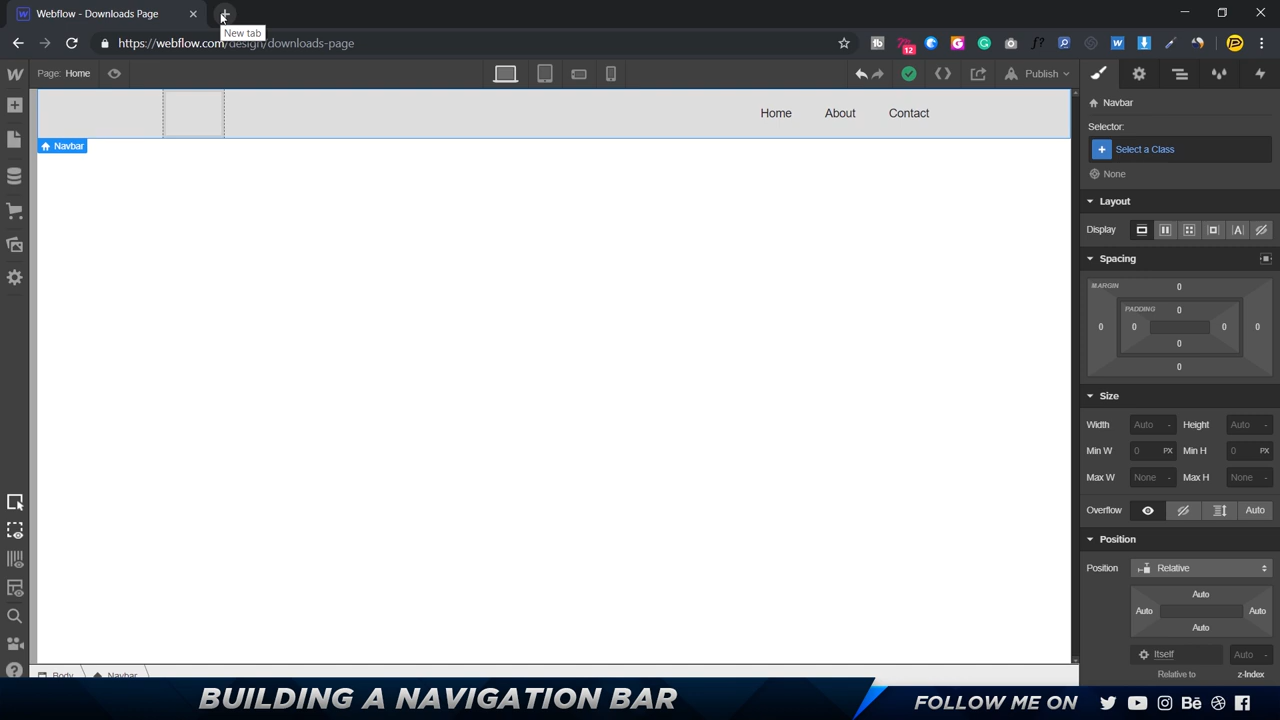 Webflow - Downloads Page
New tab
https://webflow.com/design/downloads-page
12
Page: Home
Publish
Home About Contact
Navbar
Navbar
Selector:
+ Select a Class
None
Layout
Display
Spacing
MARGIN
0
PADDING
0
0 0 0 0
0
0
Size
Width Auto - Height Auto -
Min W 0 PX Min H 0 PX
Max W None - Max H None -
Overflow Auto
Position
Position Relative
Auto
Auto Auto
Auto
Itself Auto -
Relative to z-Index
Body Navbar
BUILDING A NAVIGATION BAR
FOLLOW ME ON